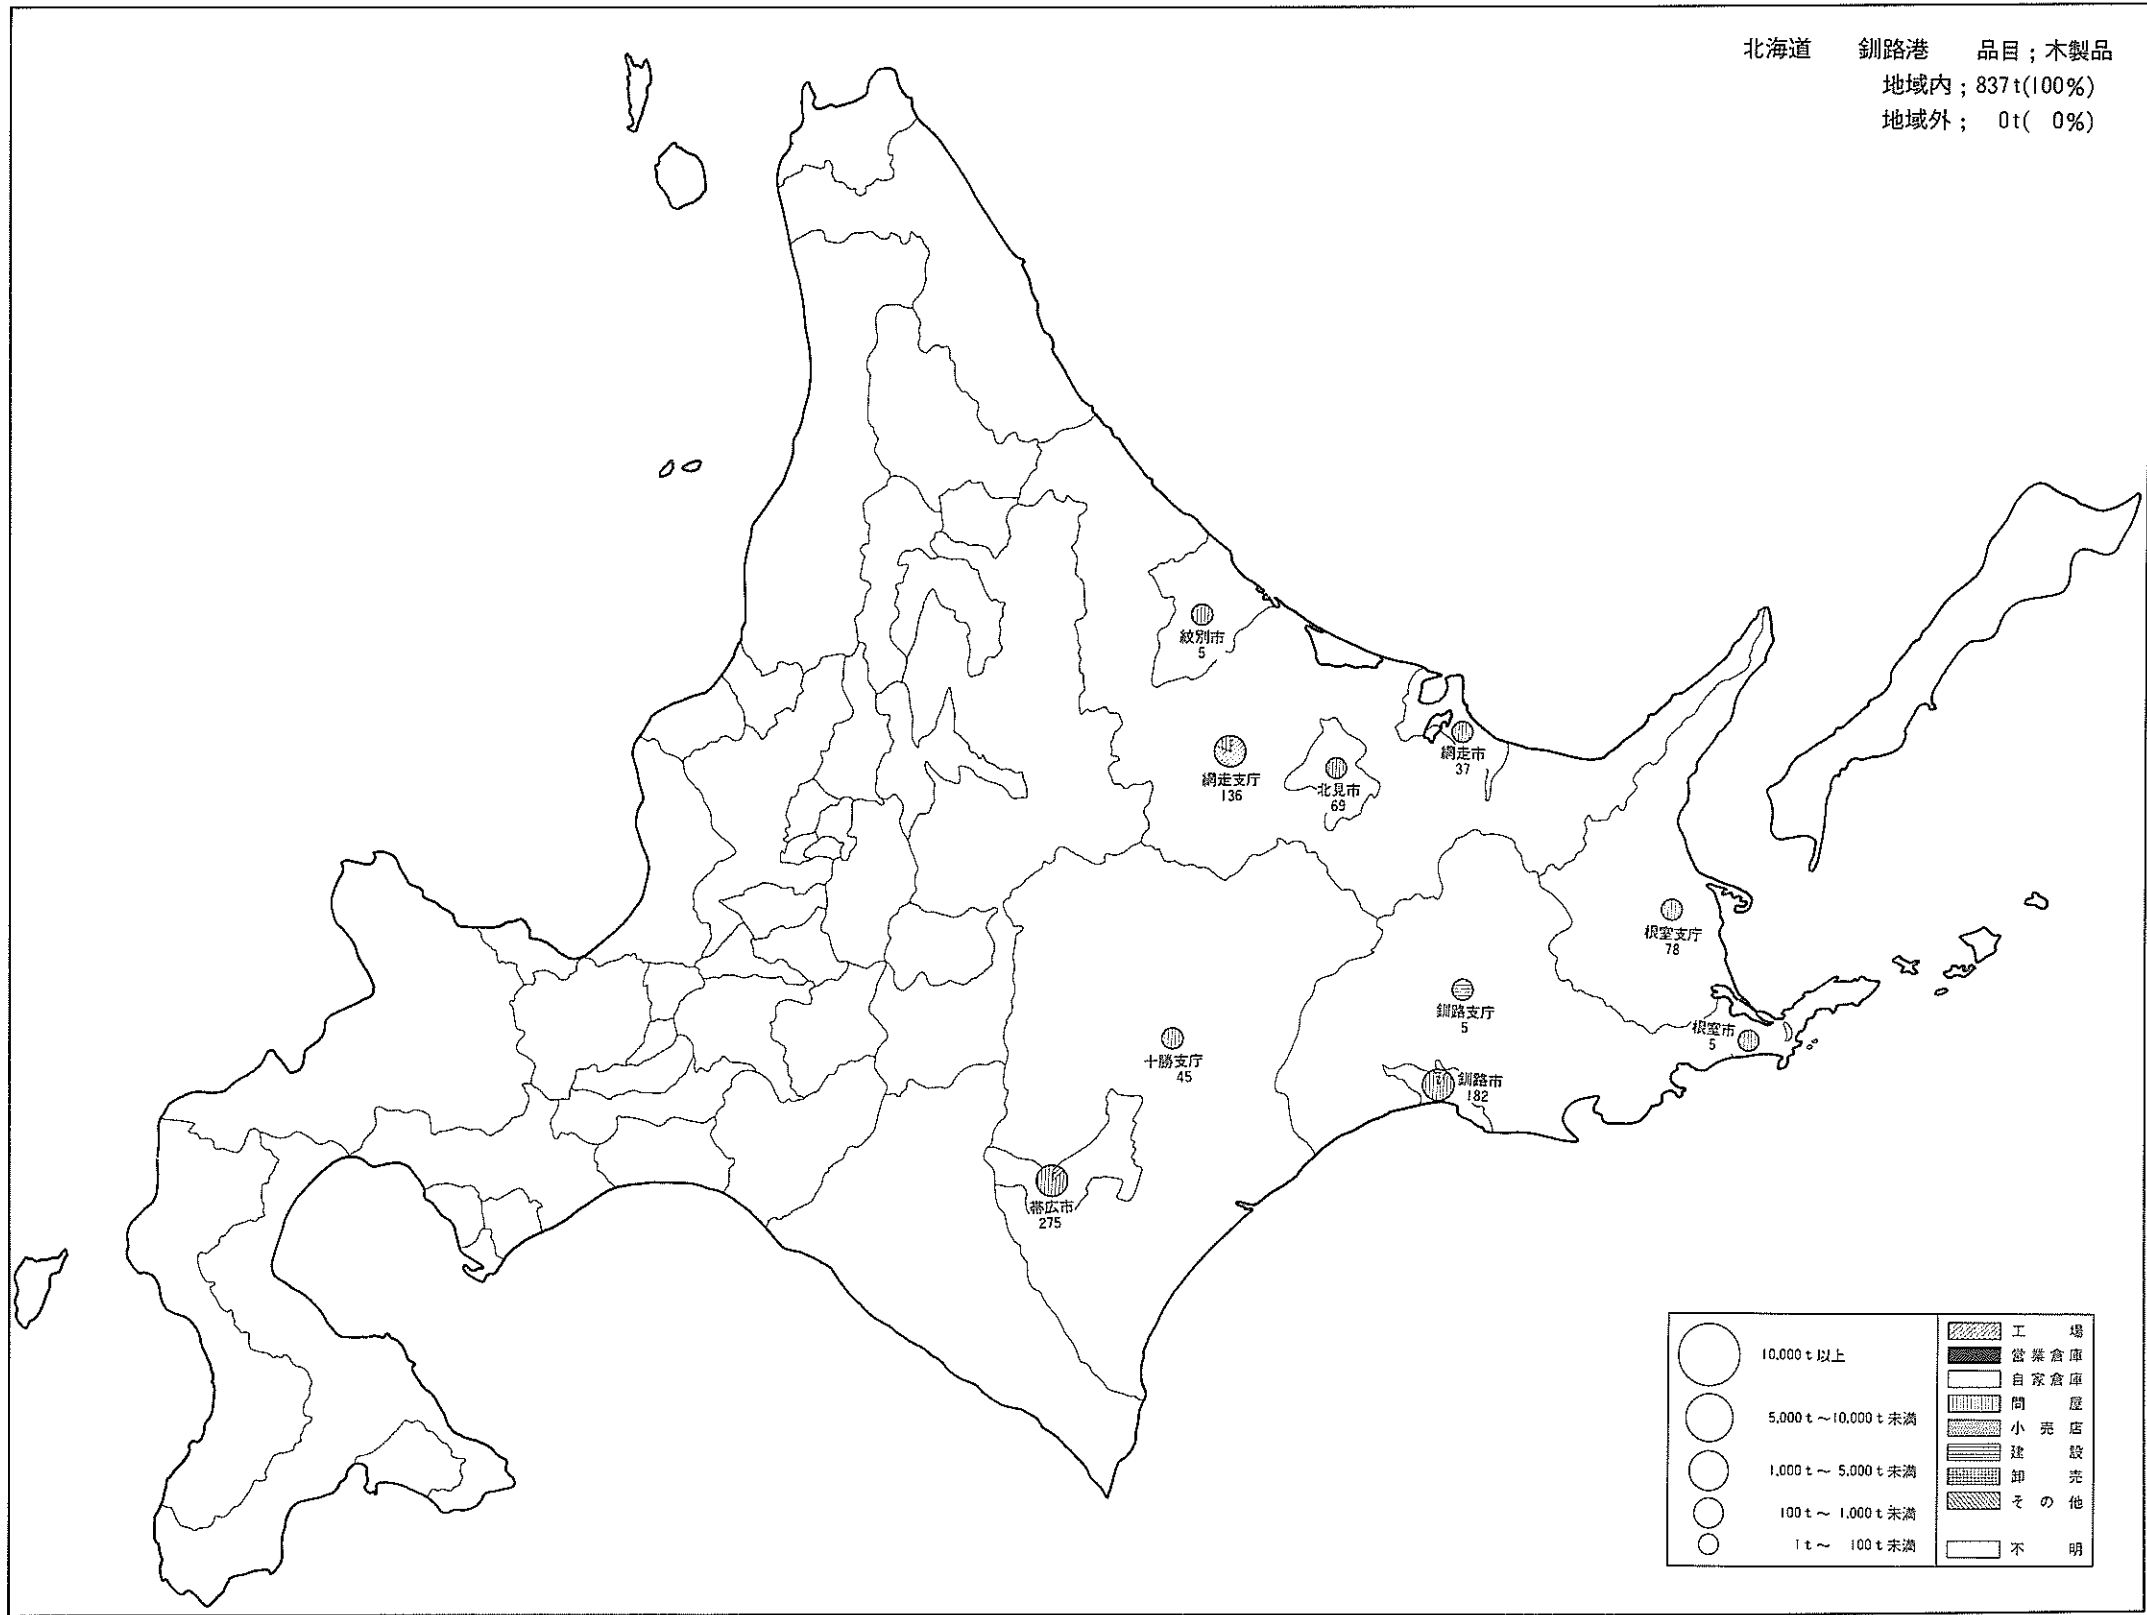 北海道 釧路港 品目；木製品
地域内；837t(100%)
地域外； 0t( 0%)
紋別市
5
網走市
37
網走支庁
136
北見市
69
根室支庁
78
釧路支庁
5
根室市
5
十勝支庁
45
釧路市
182
帯広市
275
10,000t以上
5,000t～10,000t未満
1,000t～5,000t未満
100t～1,000t未満
1t～100t未満
工場
営業倉庫
自家倉庫
問屋
小売店
建設
卸売
その他
不明